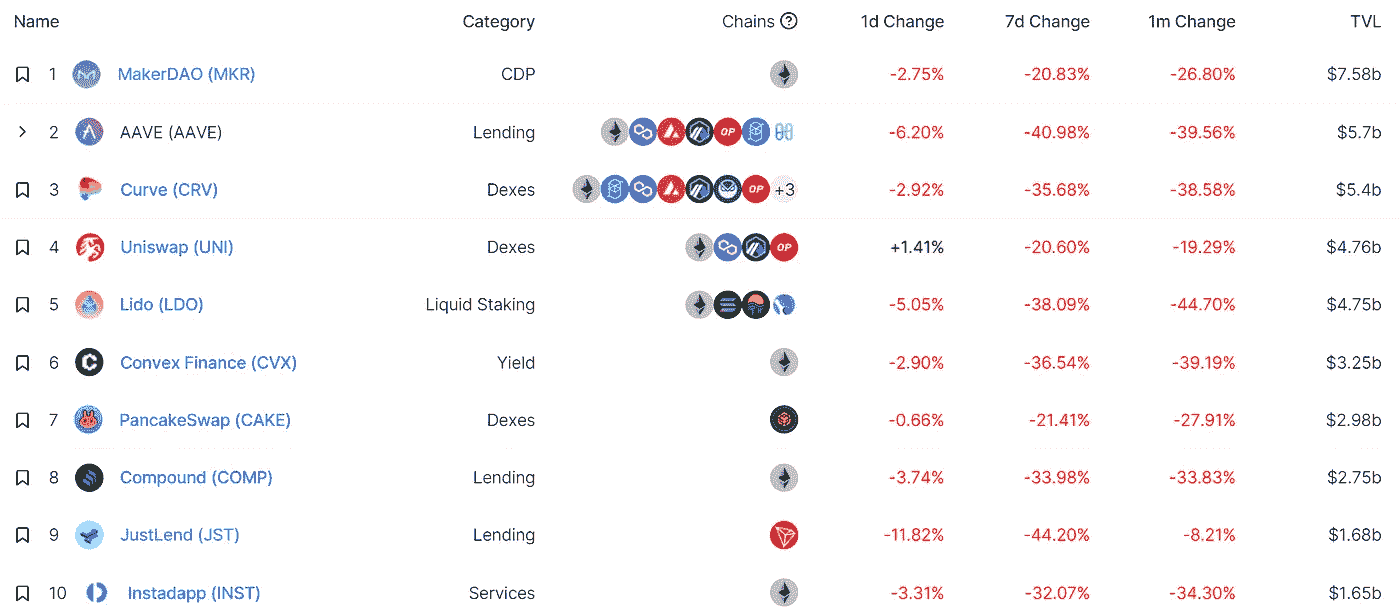 Name Category Chains ? 1d Change 7d Change 1m Change TVL
1 MakerDAO (MKR) CDP -2.75% -20.83% -26.80% $7.58b
2 AAVE (AAVE) Lending OP -6.20% -40.98% -39.56% $5.7b
3 Curve (CRV) Dexes OP +3 -2.92% -35.68% -38.58% $5.4b
4 Uniswap (UNI) Dexes OP +1.41% -20.60% -19.29% $4.76b
5 Lido (LDO) Liquid Staking -5.05% -38.09% -44.70% $4.75b
6 Convex Finance (CVX) Yield -2.90% -36.54% -39.19% $3.25b
7 PancakeSwap (CAKE) Dexes -0.66% -21.41% -27.91% $2.98b
8 Compound (COMP) Lending -3.74% -33.98% -33.83% $2.75b
9 JustLend (JST) Lending -11.82% -44.20% -8.21% $1.68b
10 Instadapp (INST) Services -3.31% -32.07% -34.30% $1.65b